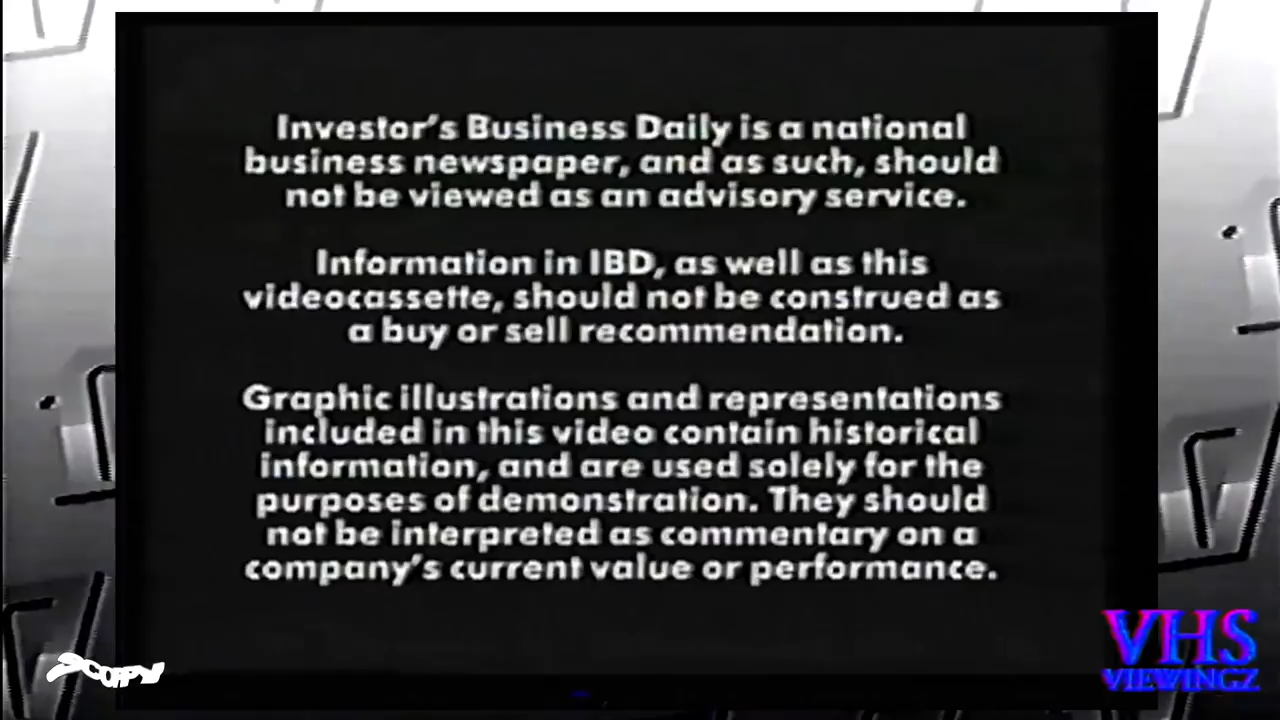 Investor's Business Daily is a national
business newspaper, and as such, should
not be viewed as an advisory service.
Information in IBD, as well as this
videocassette, should not be construed as
a buy or sell recommendation.
Graphic illustrations and representations
included in this video contain historical
information, and are used solely for the
purposes of demonstration. They should
not be interpreted as commentary on a
company's current value or performance.
VHS
VIEWINGZ